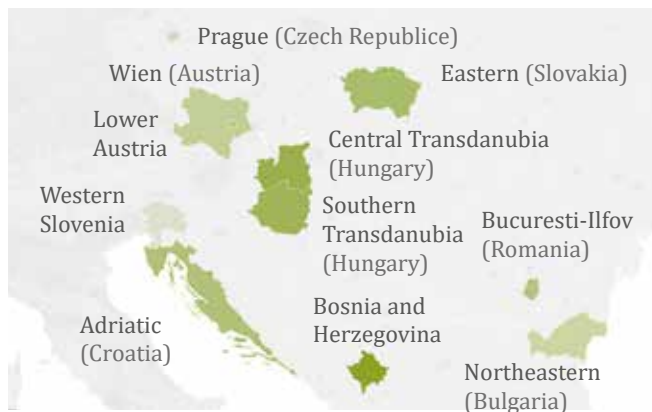 Prague (Czech Republice)
Wien (Austria)
Eastern (Slovakia)
Lower
Austria
Central Transdanubia
(Hungary)
Western
Slovenia
Southern
Transdanubia
(Hungary)
Bucuresti-Ilfov
(Romania)
Adriatic
(Croatia)
Bosnia and
Herzegovina
Northeastern
(Bulgaria)